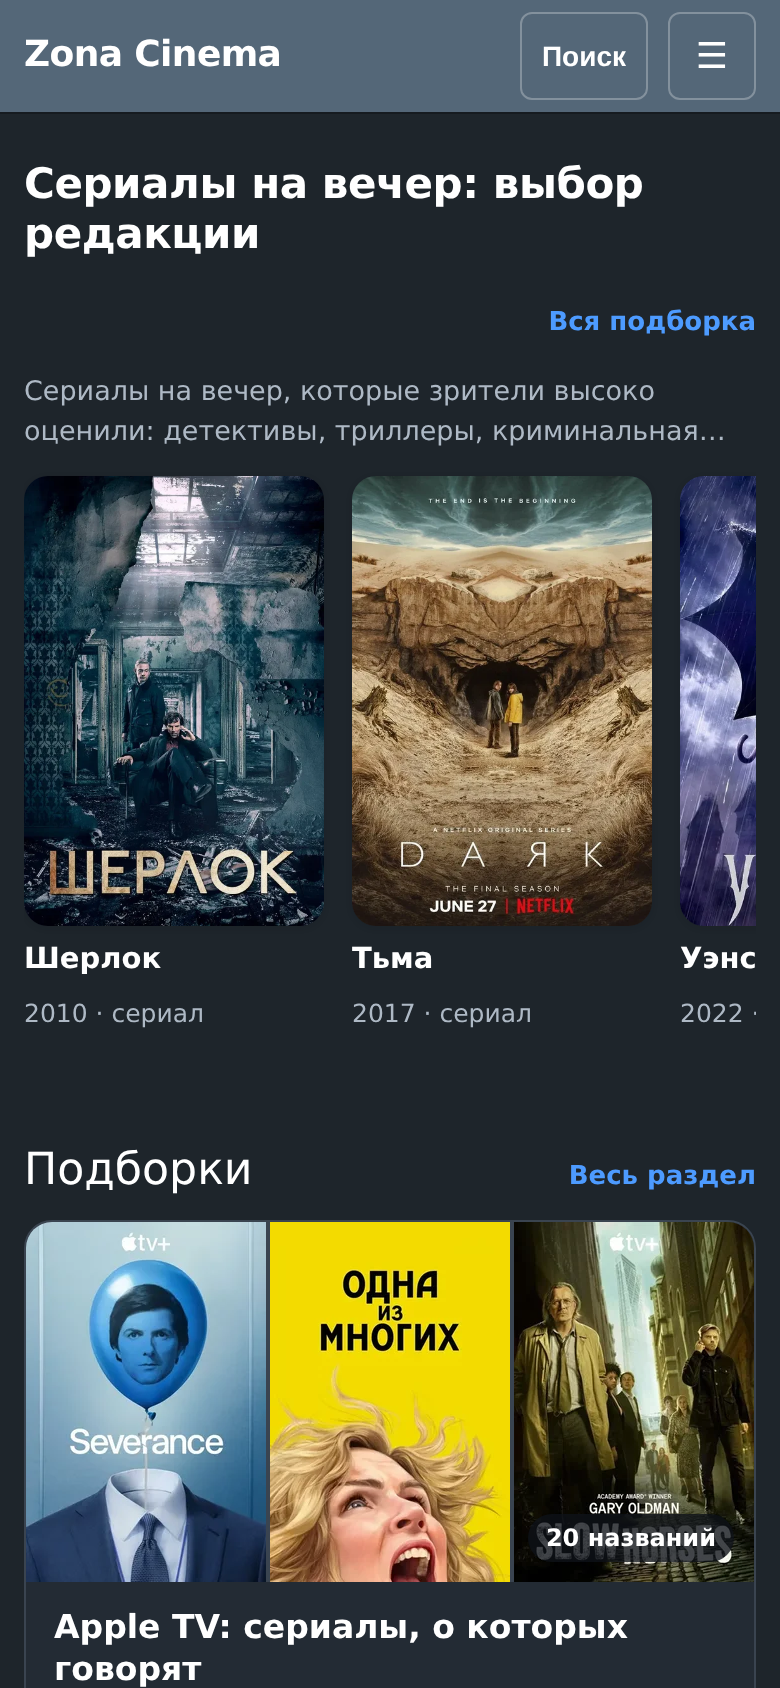 Zona Cinema
Поиск
☰
Сериалы на вечер: выбор
редакции
Вся подборка
Сериалы на вечер, которые зрители высоко
оценили: детективы, триллеры, криминальная...
ШЕРЛОК
THE END IS THE BEGINNING
A NETFLIX ORIGINAL SERIES
DARK
THE FINAL SEASON
JUNE 27 | NETFLIX
У
Шерлок
Тьма
Уэнс
2010 · сериал
2017 · сериал
2022 ·
Подборки
Весь раздел
tv+
Severance
ОДНА
ИЗ
МНОГИХ
tv+
ACADEMY AWARD® WINNER
GARY OLDMAN
SLOW HORSES
20 названий
Apple TV: сериалы, о которых
говорят